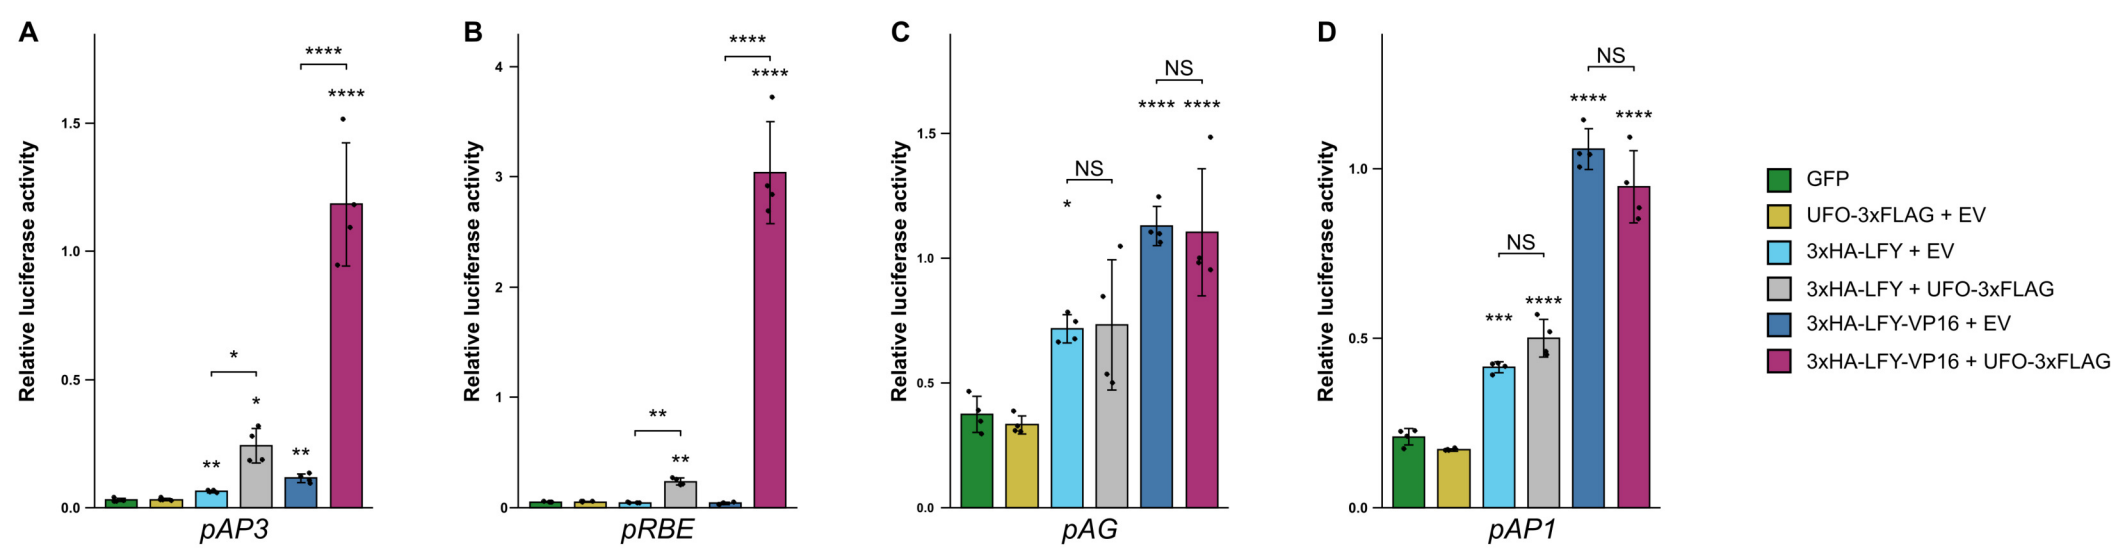 A
Relative luciferase activity
1.5
1.0
0.5
0.0
****
****
*
*
**
**
pAP3
B
Relative luciferase activity
4
3
2
1
0
****
****
**
**
pRBE
C
Relative luciferase activity
1.5
1.0
0.5
0.0
NS
**** ****
NS
*
pAG
D
Relative luciferase activity
1.0
0.5
0.0
NS
****
****
NS
****
***
pAP1
GFP
UFO-3xFLAG + EV
3xHA-LFY + EV
3xHA-LFY + UFO-3xFLAG
3xHA-LFY-VP16 + EV
3xHA-LFY-VP16 + UFO-3xFLAG